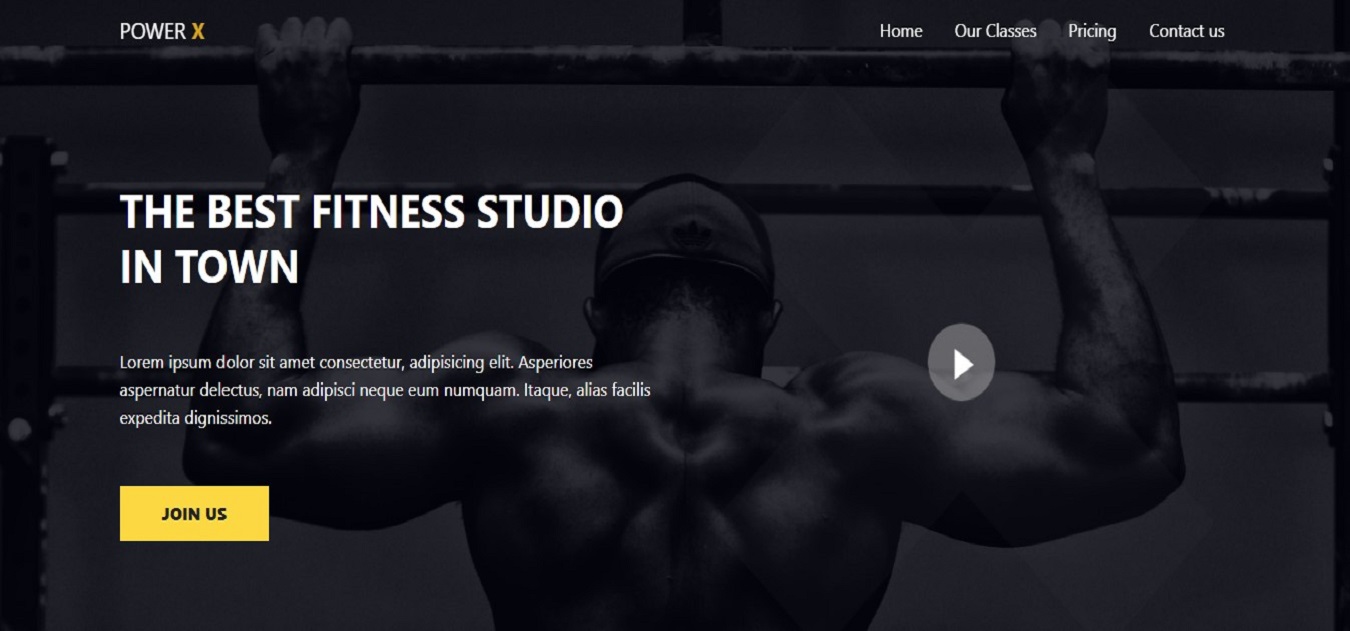 POWER X
Home Our Classes Pricing Contact us
THE BEST FITNESS STUDIO
IN TOWN
Lorem ipsum dolor sit amet consectetur, adipisicing elit. Asperiores
aspernatur delectus, nam adipisci neque eum numquam. Itaque, alias facilis
expedita dignissimos.
JOIN US